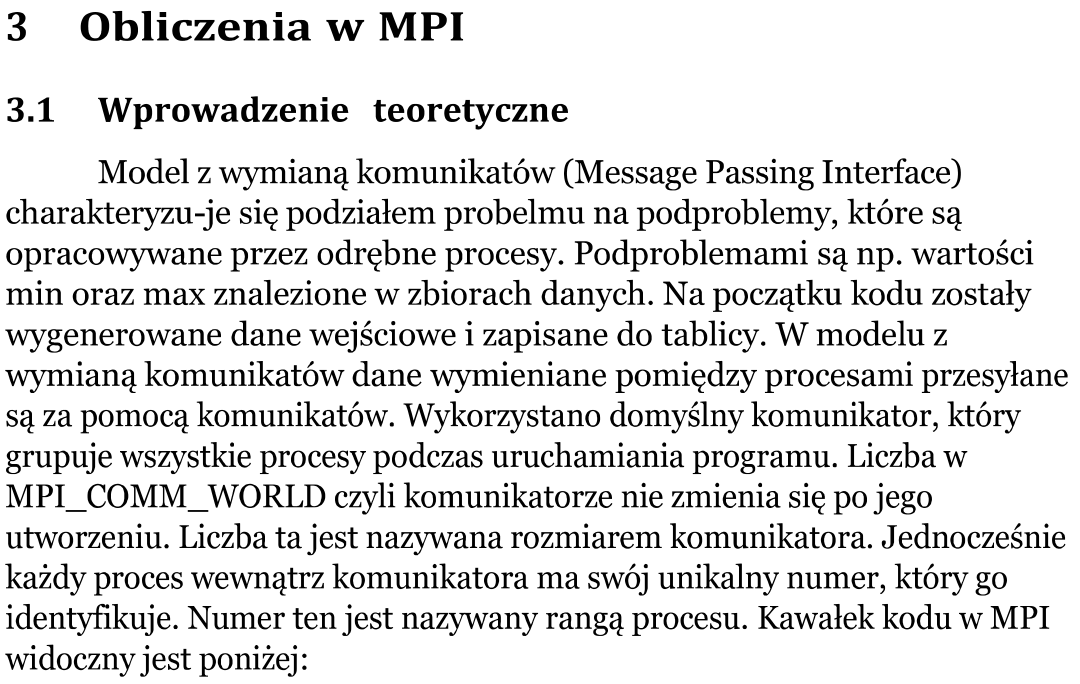 3 Obliczenia w MPI
3.1 Wprowadzenie teoretyczne
Model z wymianą komunikatów (Message Passing Interface)
charakteryzu-je się podziałem probelmu na podproblemy, które są
opracowywane przez odrębne procesy. Podproblemami są np. wartości
min oraz max znalezione w zbiorach danych. Na początku kodu zostały
wygenerowane dane wejściowe i zapisane do tablicy. W modelu z
wymianą komunikatów dane wymieniane pomiędzy procesami przesyłane
są za pomocą komunikatów. Wykorzystano domyślny komunikator, który
grupuje wszystkie procesy podczas uruchamiania programu. Liczba w
MPI_COMM_WORLD czyli komunikatorze nie zmienia się po jego
utworzeniu. Liczba ta jest nazywana rozmiarem komunikatora. Jednocześnie
każdy proces wewnątrz komunikatora ma swój unikalny numer, który go
identyfikuje. Numer ten jest nazywany rangą procesu. Kawałek kodu w MPI
widoczny jest poniżej: